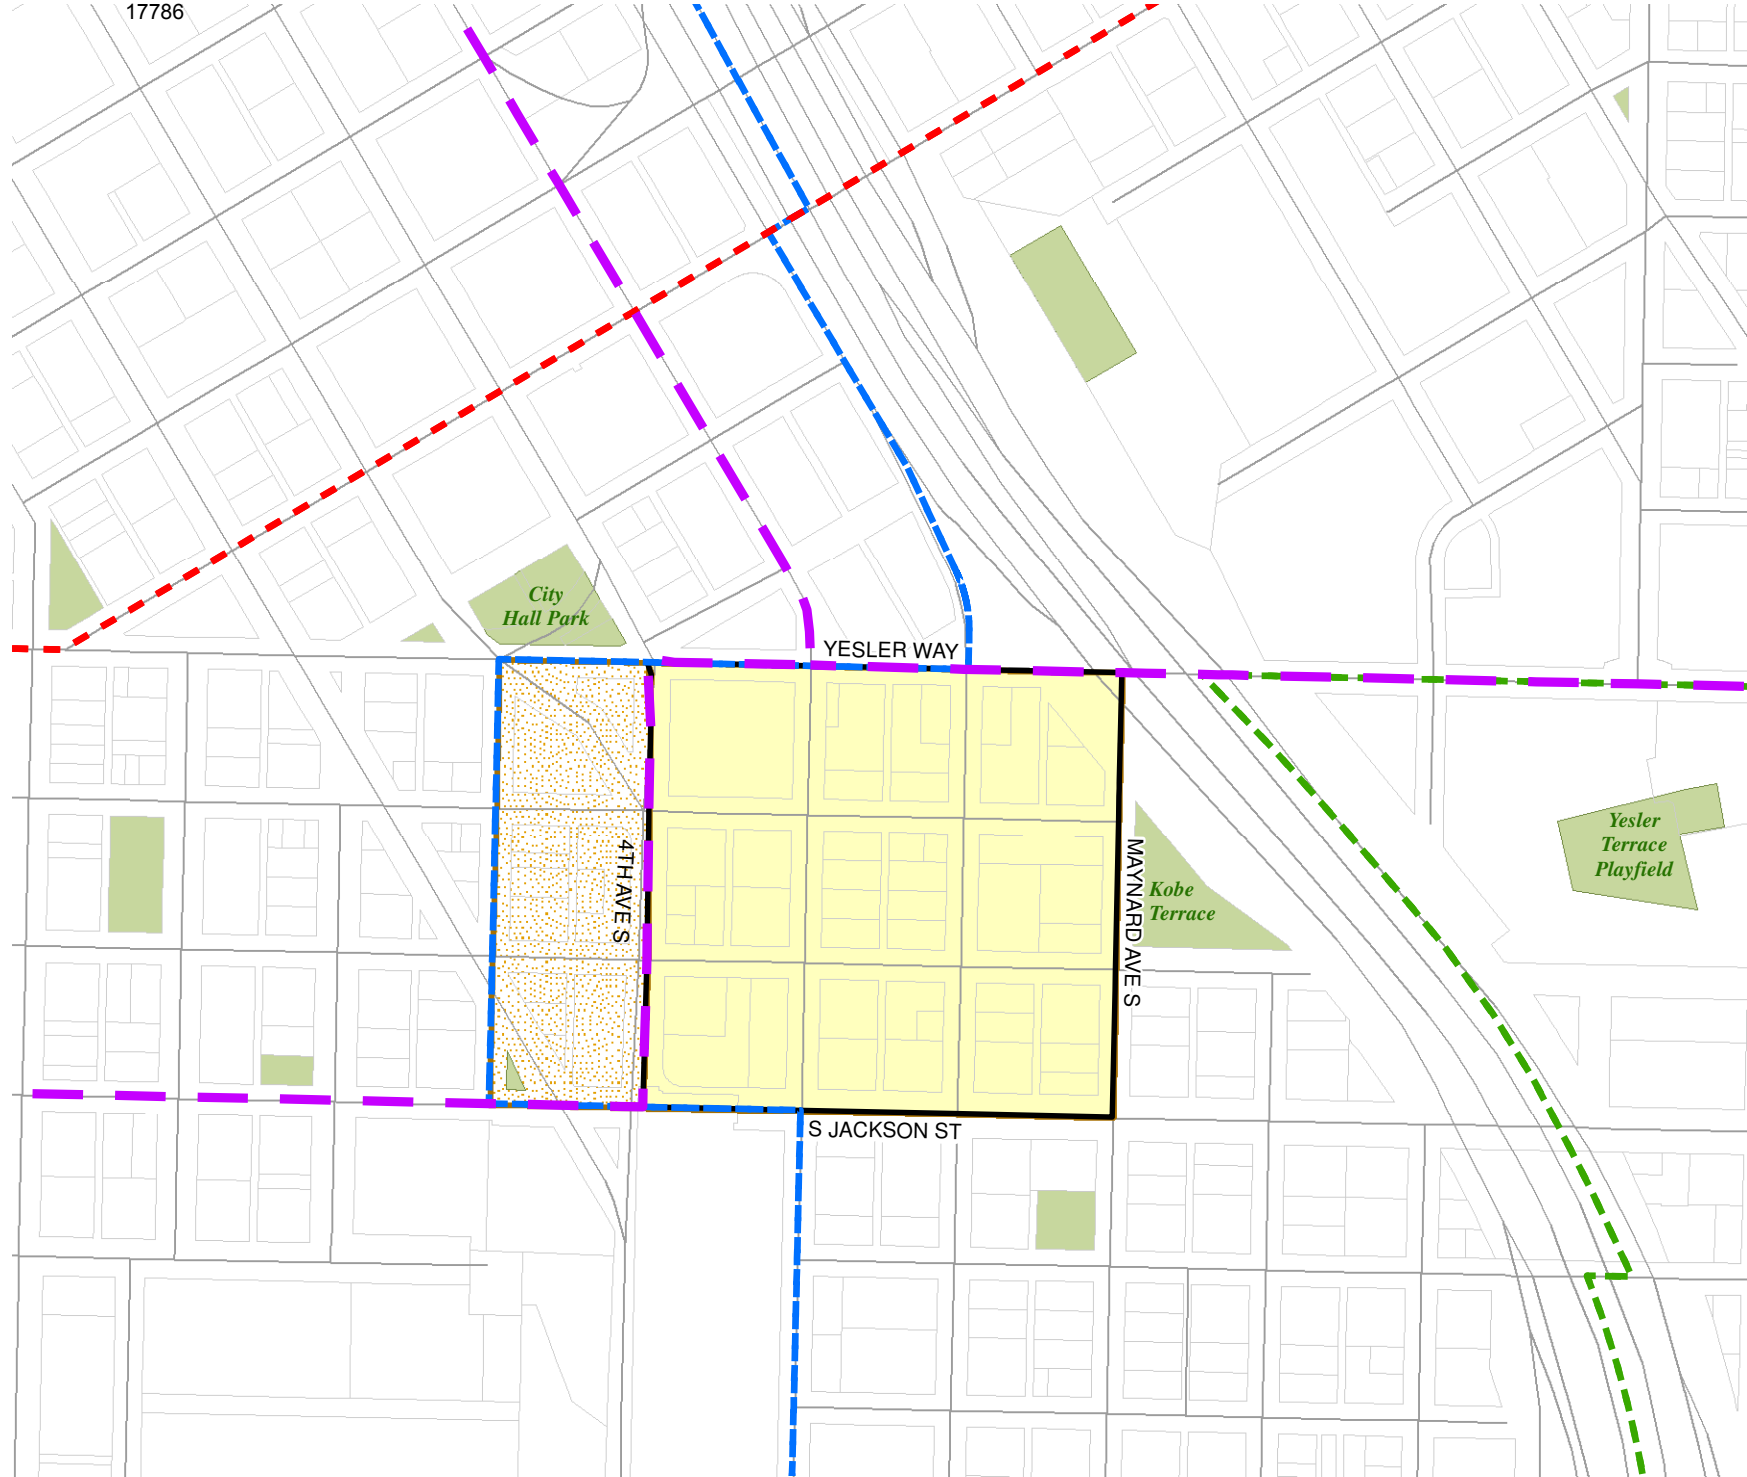 17786
City
Hall Park
YESLER WAY
4TH AVE S
MAYNARD AVE S
Kobe
Terrace
Yesler
Terrace
Playfield
S JACKSON ST